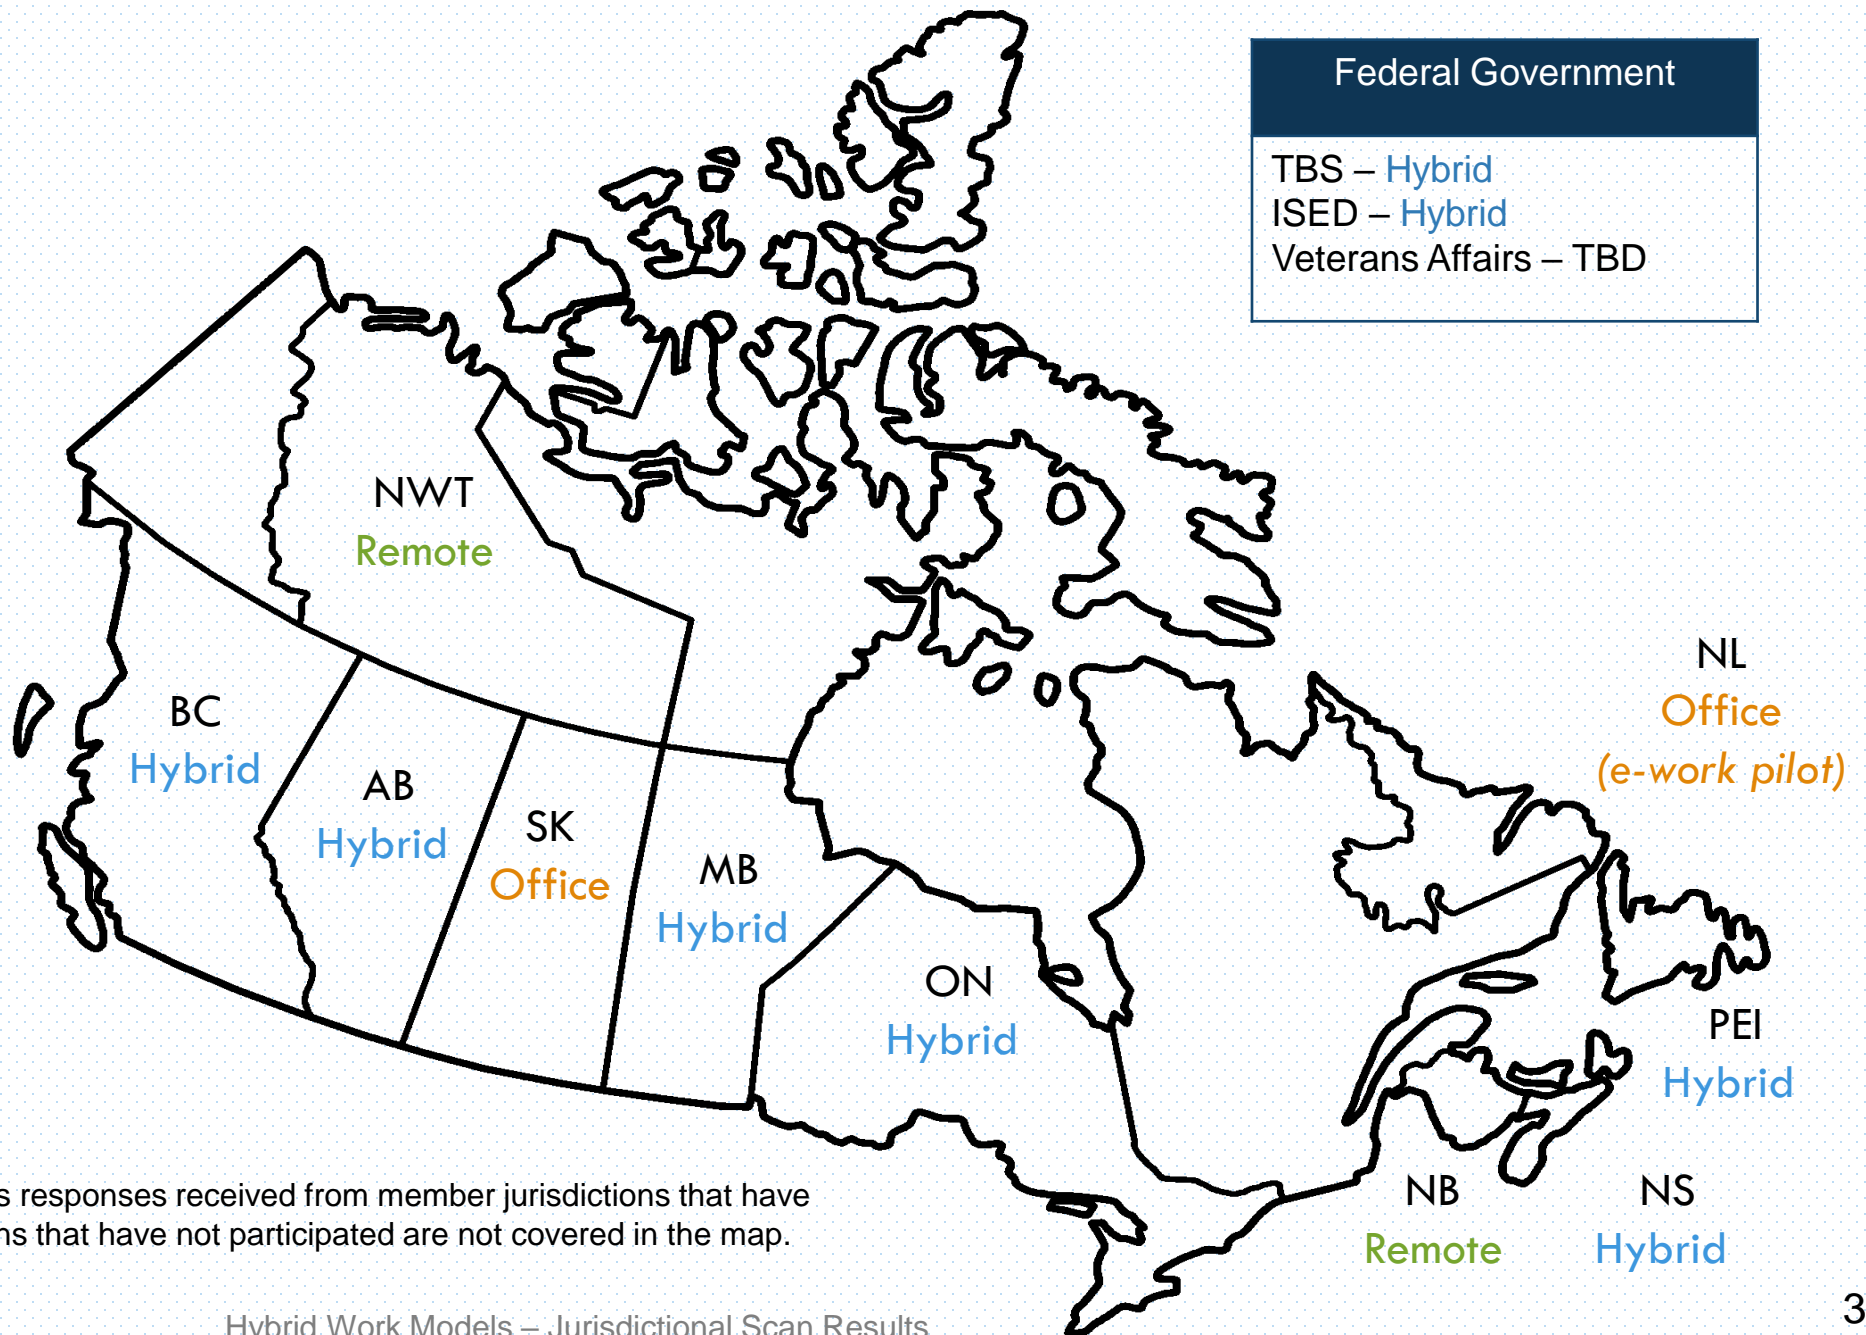 Federal Government
TBS – Hybrid
ISED – Hybrid
Veterans Affairs – TBD
NWT
Remote
BC
Hybrid
AB
Hybrid
SK
Office
MB
Hybrid
ON
Hybrid
NL
Office
(e-work pilot)
PEI
Hybrid
NB
Remote
NS
Hybrid
s responses received from member jurisdictions that have
ns that have not participated are not covered in the map.
Hybrid Work Models – Jurisdictional Scan Results
3